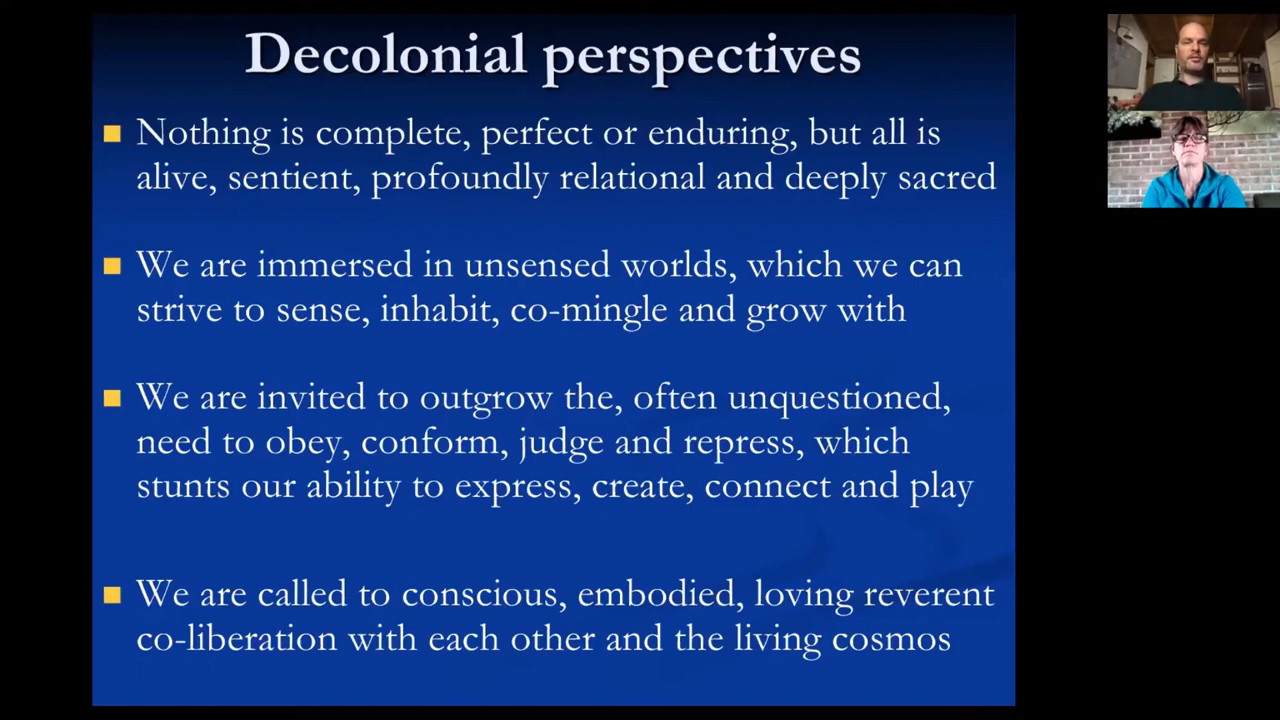 Decolonial perspectives
Nothing is complete, perfect or enduring, but all is
alive, sentient, profoundly relational and deeply sacred
We are immersed in unsensed worlds, which we can
strive to sense, inhabit, co-mingle and grow with
We are invited to outgrow the, often unquestioned,
need to obey, conform, judge and repress, which
stunts our ability to express, create, connect and play
We are called to conscious, embodied, loving reverent
co-liberation with each other and the living cosmos